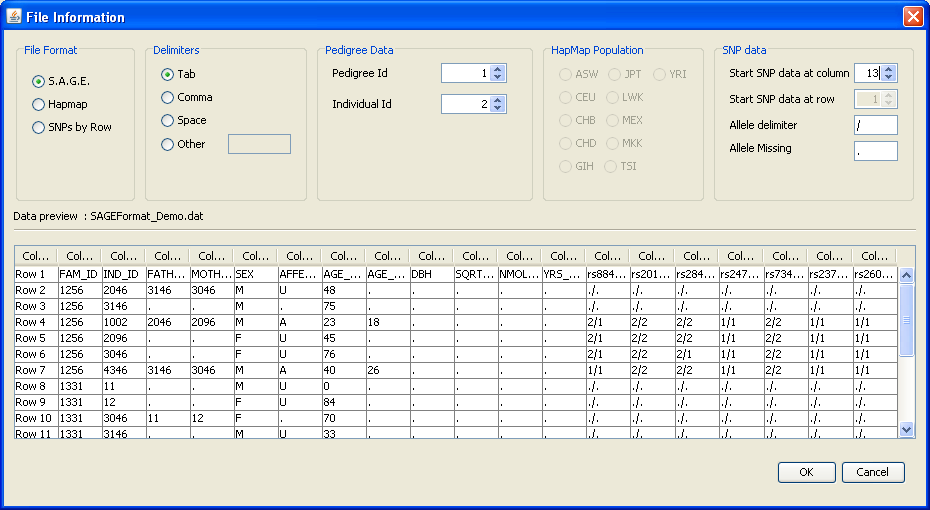 File Information
File Format
S.A.G.E.
Hapmap
SNPs by Row
Delimiters
Tab
Comma
Space
Other
Pedigree Data
Pedigree Id 1
Individual Id 2
HapMap Population
ASW JPT YRI
CEU LWK
CHB MEX
CHD MKK
GIH TSI
SNP data
Start SNP data at column 13
Start SNP data at row 1
Allele delimiter /
Allele Missing .
Data preview : SAGEFormat_Demo.dat
Col... Col... Col... Col... Col... Col... Col... Col... Col... Col... Col... Col... Col... Col... Col... Col... Col... Col... Col... Col...
Row 1 FAM_ID IND_ID FATH... MOTH... SEX AFFE... AGE_... AGE_... DBH SQRT... NMOL... YRS_... rs884... rs201... rs284... rs247... rs734... rs237... rs260...
Row 2 1256 2046 3146 3046 M U 48 . . . . . ./. ./. ./. ./. ./. ./. ./.
Row 3 1256 3146 . . M . 75 . . . . . ./. ./. ./. ./. ./. ./. ./.
Row 4 1256 1002 2046 2096 M A 23 18 . . . . 2/1 2/2 2/2 1/1 2/2 1/1 1/1
Row 5 1256 2096 . . F U 45 . . . . . 2/1 2/2 2/2 1/1 2/2 1/1 1/1
Row 6 1256 3046 . . F U 76 . . . . . 2/1 2/2 2/1 1/1 2/2 1/1 1/1
Row 7 1256 4346 3146 3046 M A 40 26 . . . . 1/1 2/2 2/2 1/1 2/2 1/1 1/1
Row 8 1331 11 . . M U 0 . . . . . ./. ./. ./. ./. ./. ./. ./.
Row 9 1331 12 . . F U 84 . . . . . ./. ./. ./. ./. ./. ./. ./.
Row 10 1331 3046 11 12 F . 70 . . . . . ./. ./. ./. ./. ./. ./. ./.
Row 11 1331 3146 . . M U 33 . . . . . ./. ./. ./. ./. ./. ./. ./.
OK Cancel